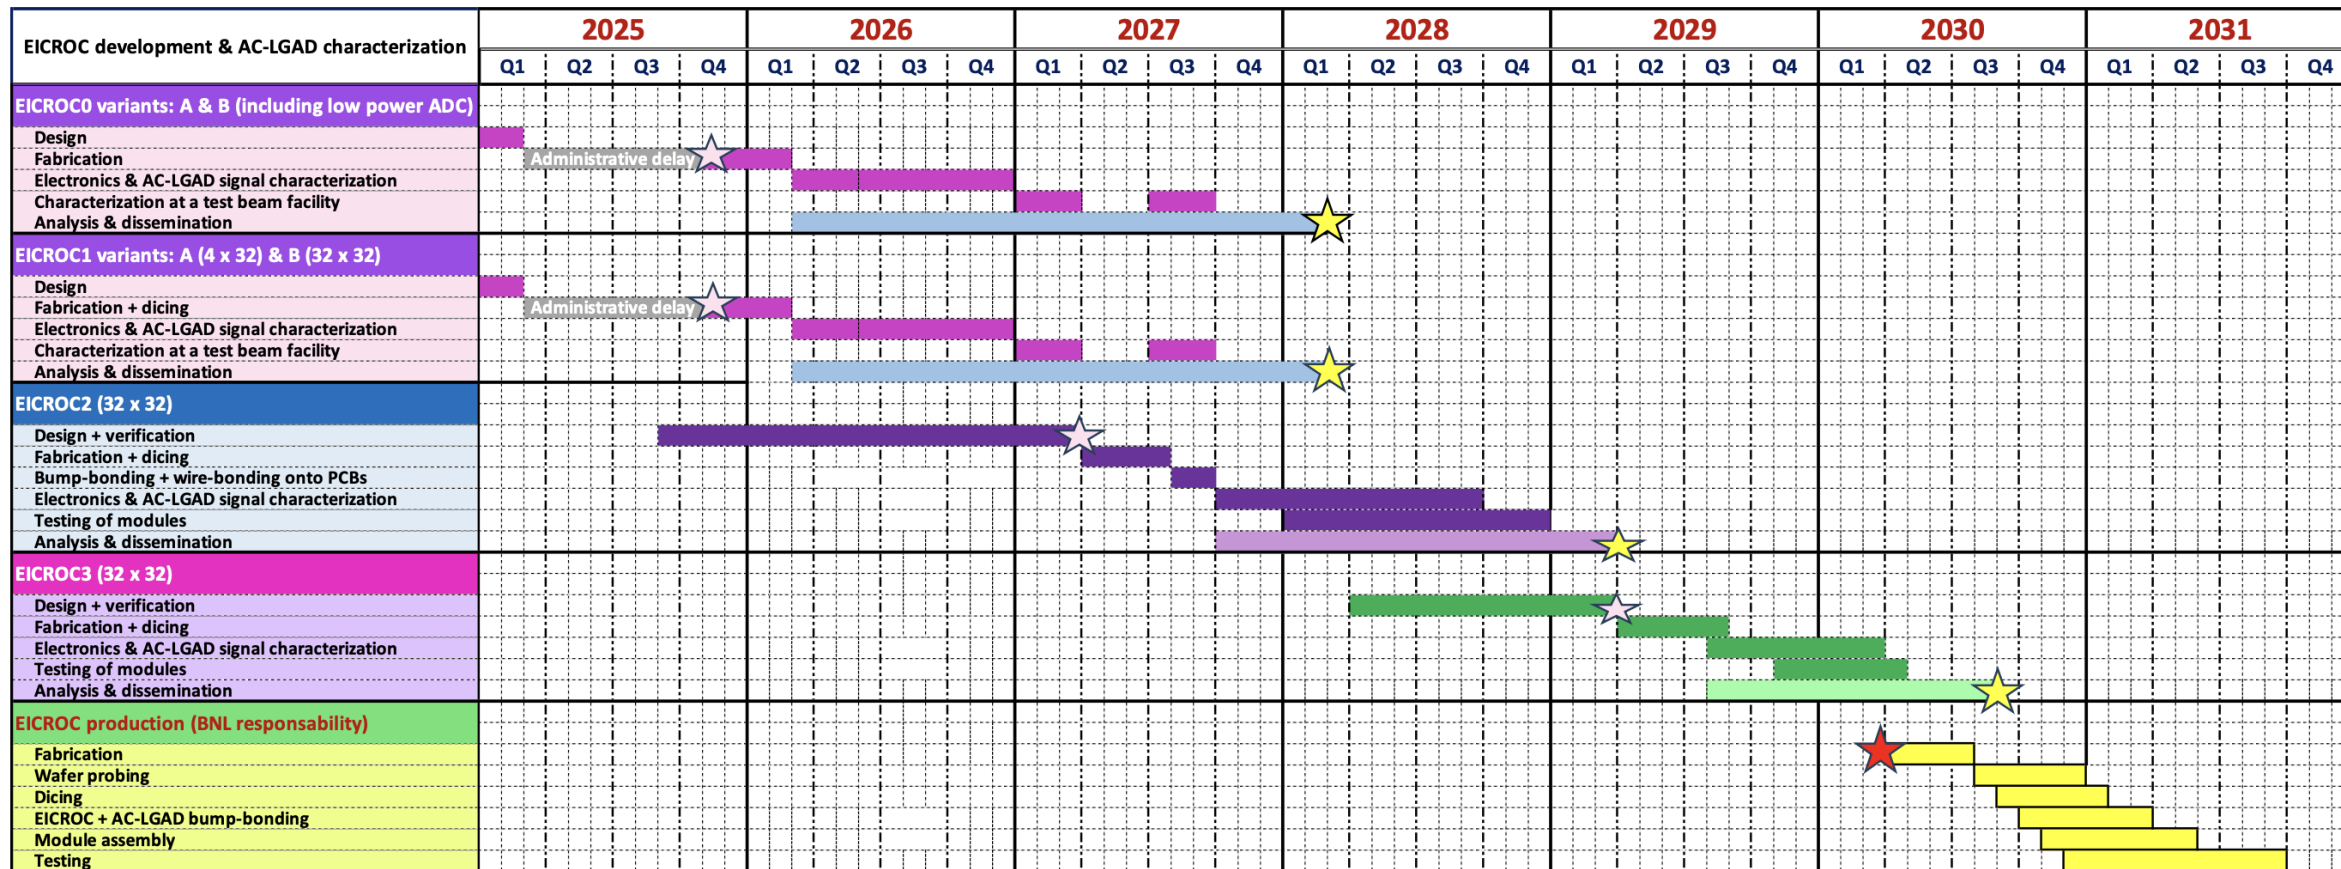 EICROC development & AC-LGAD characterization
2025 2026 2027 2028 2029 2030 2031
Q1 Q2 Q3 Q4 Q1 Q2 Q3 Q4 Q1 Q2 Q3 Q4 Q1 Q2 Q3 Q4 Q1 Q2 Q3 Q4 Q1 Q2 Q3 Q4 Q1 Q2 Q3 Q4
EICROC0 variants: A & B (including low power ADC)
Design
Fabrication
Administrative delay
Electronics & AC-LGAD signal characterization
Characterization at a test beam facility
Analysis & dissemination
EICROC1 variants: A (4 x 32) & B (32 x 32)
Design
Fabrication + dicing
Administrative delay
Electronics & AC-LGAD signal characterization
Characterization at a test beam facility
Analysis & dissemination
EICROC2 (32 x 32)
Design + verification
Fabrication + dicing
Bump-bonding + wire-bonding onto PCBs
Electronics & AC-LGAD signal characterization
Testing of modules
Analysis & dissemination
EICROC3 (32 x 32)
Design + verification
Fabrication + dicing
Electronics & AC-LGAD signal characterization
Testing of modules
Analysis & dissemination
EICROC production (BNL responsability)
Fabrication
Wafer probing
Dicing
EICROC + AC-LGAD bump-bonding
Module assembly
Testing